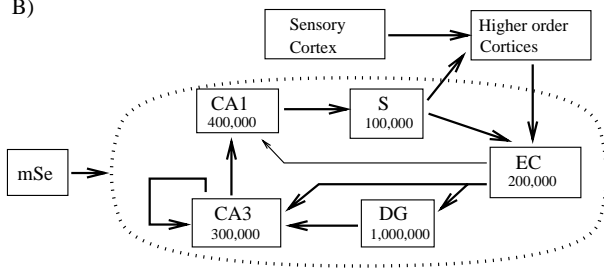 B)
Sensory
Cortex
Higher order
Cortices
CA1
400,000
S
100,000
EC
200,000
mSe
CA3
300,000
DG
1,000,000